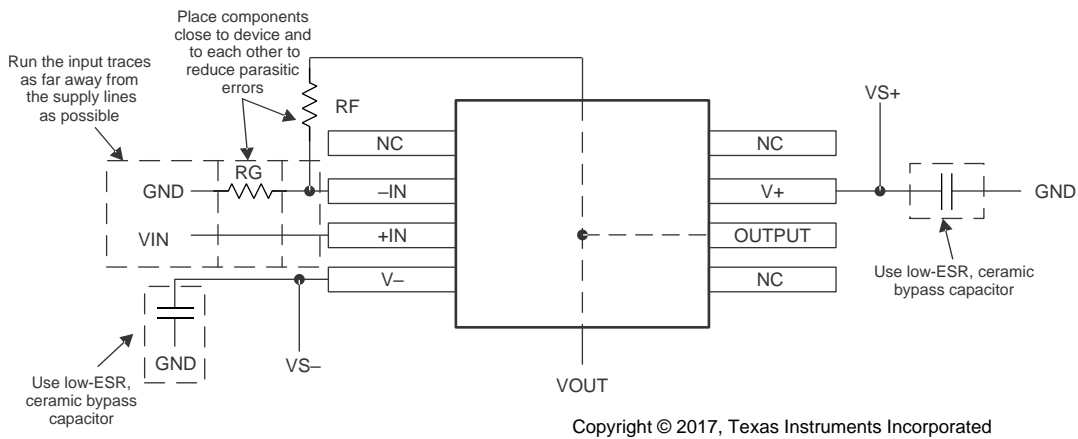 Place components
close to device and
to each other to
reduce parasitic
errors
Run the input traces
as far away from
the supply lines
as possible
RF
VS+
NC
NC
RG
GND
–IN
V+
GND
VIN
+IN
OUTPUT
V–
NC
Use low-ESR, ceramic
bypass capacitor
GND
VS–
Use low-ESR,
ceramic bypass
capacitor
VOUT
Copyright © 2017, Texas Instruments Incorporated